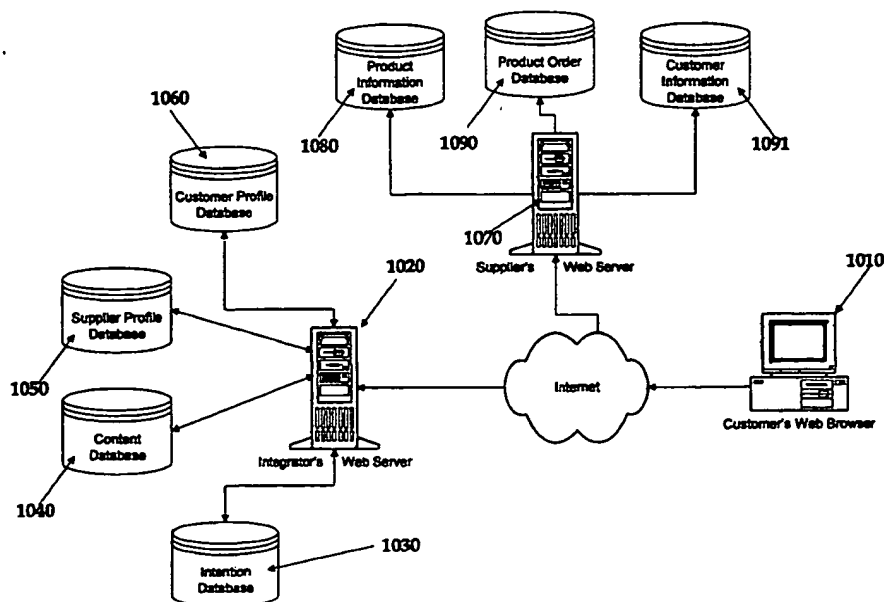 Product
Information
Database
1080
Product Order
Database
1090
Customer
Information
Database
1091
1060
Customer Profile
Database
1070
Supplier's Web Server
1020
1010
Supplier Profile
Database
1050
Internet
Customer's Web Browser
Content
Database
1040
Integrator's Web Server
1030
Intention
Database